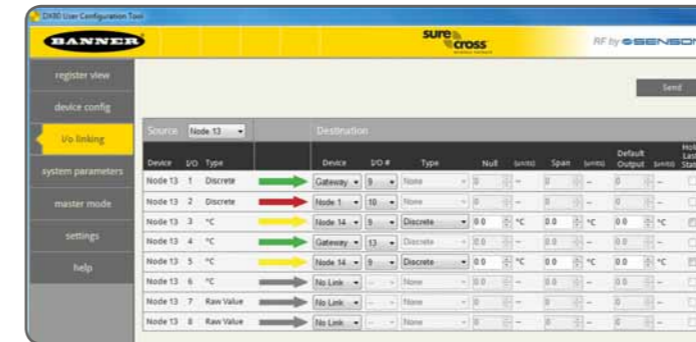 DX80 User Configuration Tool
BANNER
sure cross
RF by SENSOR
register view
device config
i/o linking
system parameters
master mode
settings
help
Send
Source Node 13 Destination
Device I/O Type Device I/O # Type Null (units) Span (units) Default Output (units) Hold Last State
Node 13 1 Discrete Gateway 9 None 0 – 0 – 0 –
Node 13 2 Discrete Node 1 10 None 0 – 0 – 0 –
Node 13 3 °C Node 14 9 Discrete 0.0 °C 0.0 °C 0.0 °C
Node 13 4 °C Gateway 13 Discrete 0.0 – 0.0 – 0.0 –
Node 13 5 °C Node 14 9 Discrete 0.0 °C 0.0 °C 0.0 °C
Node 13 6 °C No Link -- None 0.0 – 0.0 – 0.0 –
Node 13 7 Raw Value No Link -- None 0 – 0 – 0 –
Node 13 8 Raw Value No Link -- None 0 – 0 – 0 –